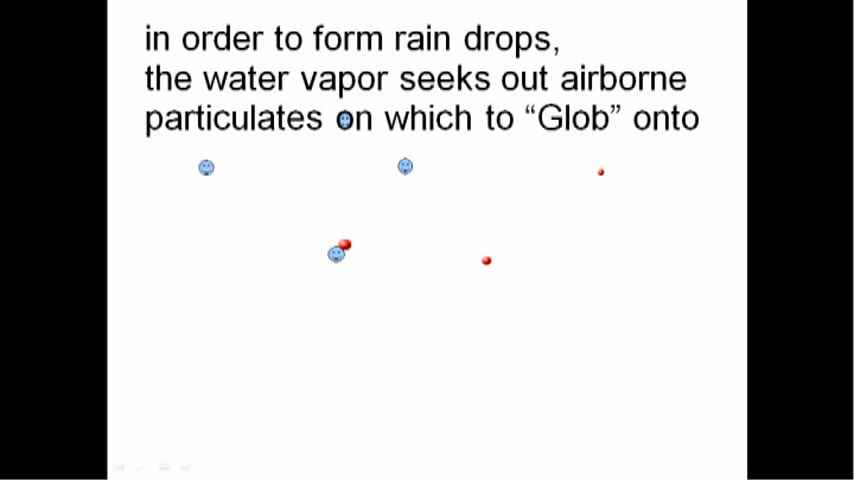 in order to form rain drops,
the water vapor seeks out airborne
particulates on which to “Glob” onto